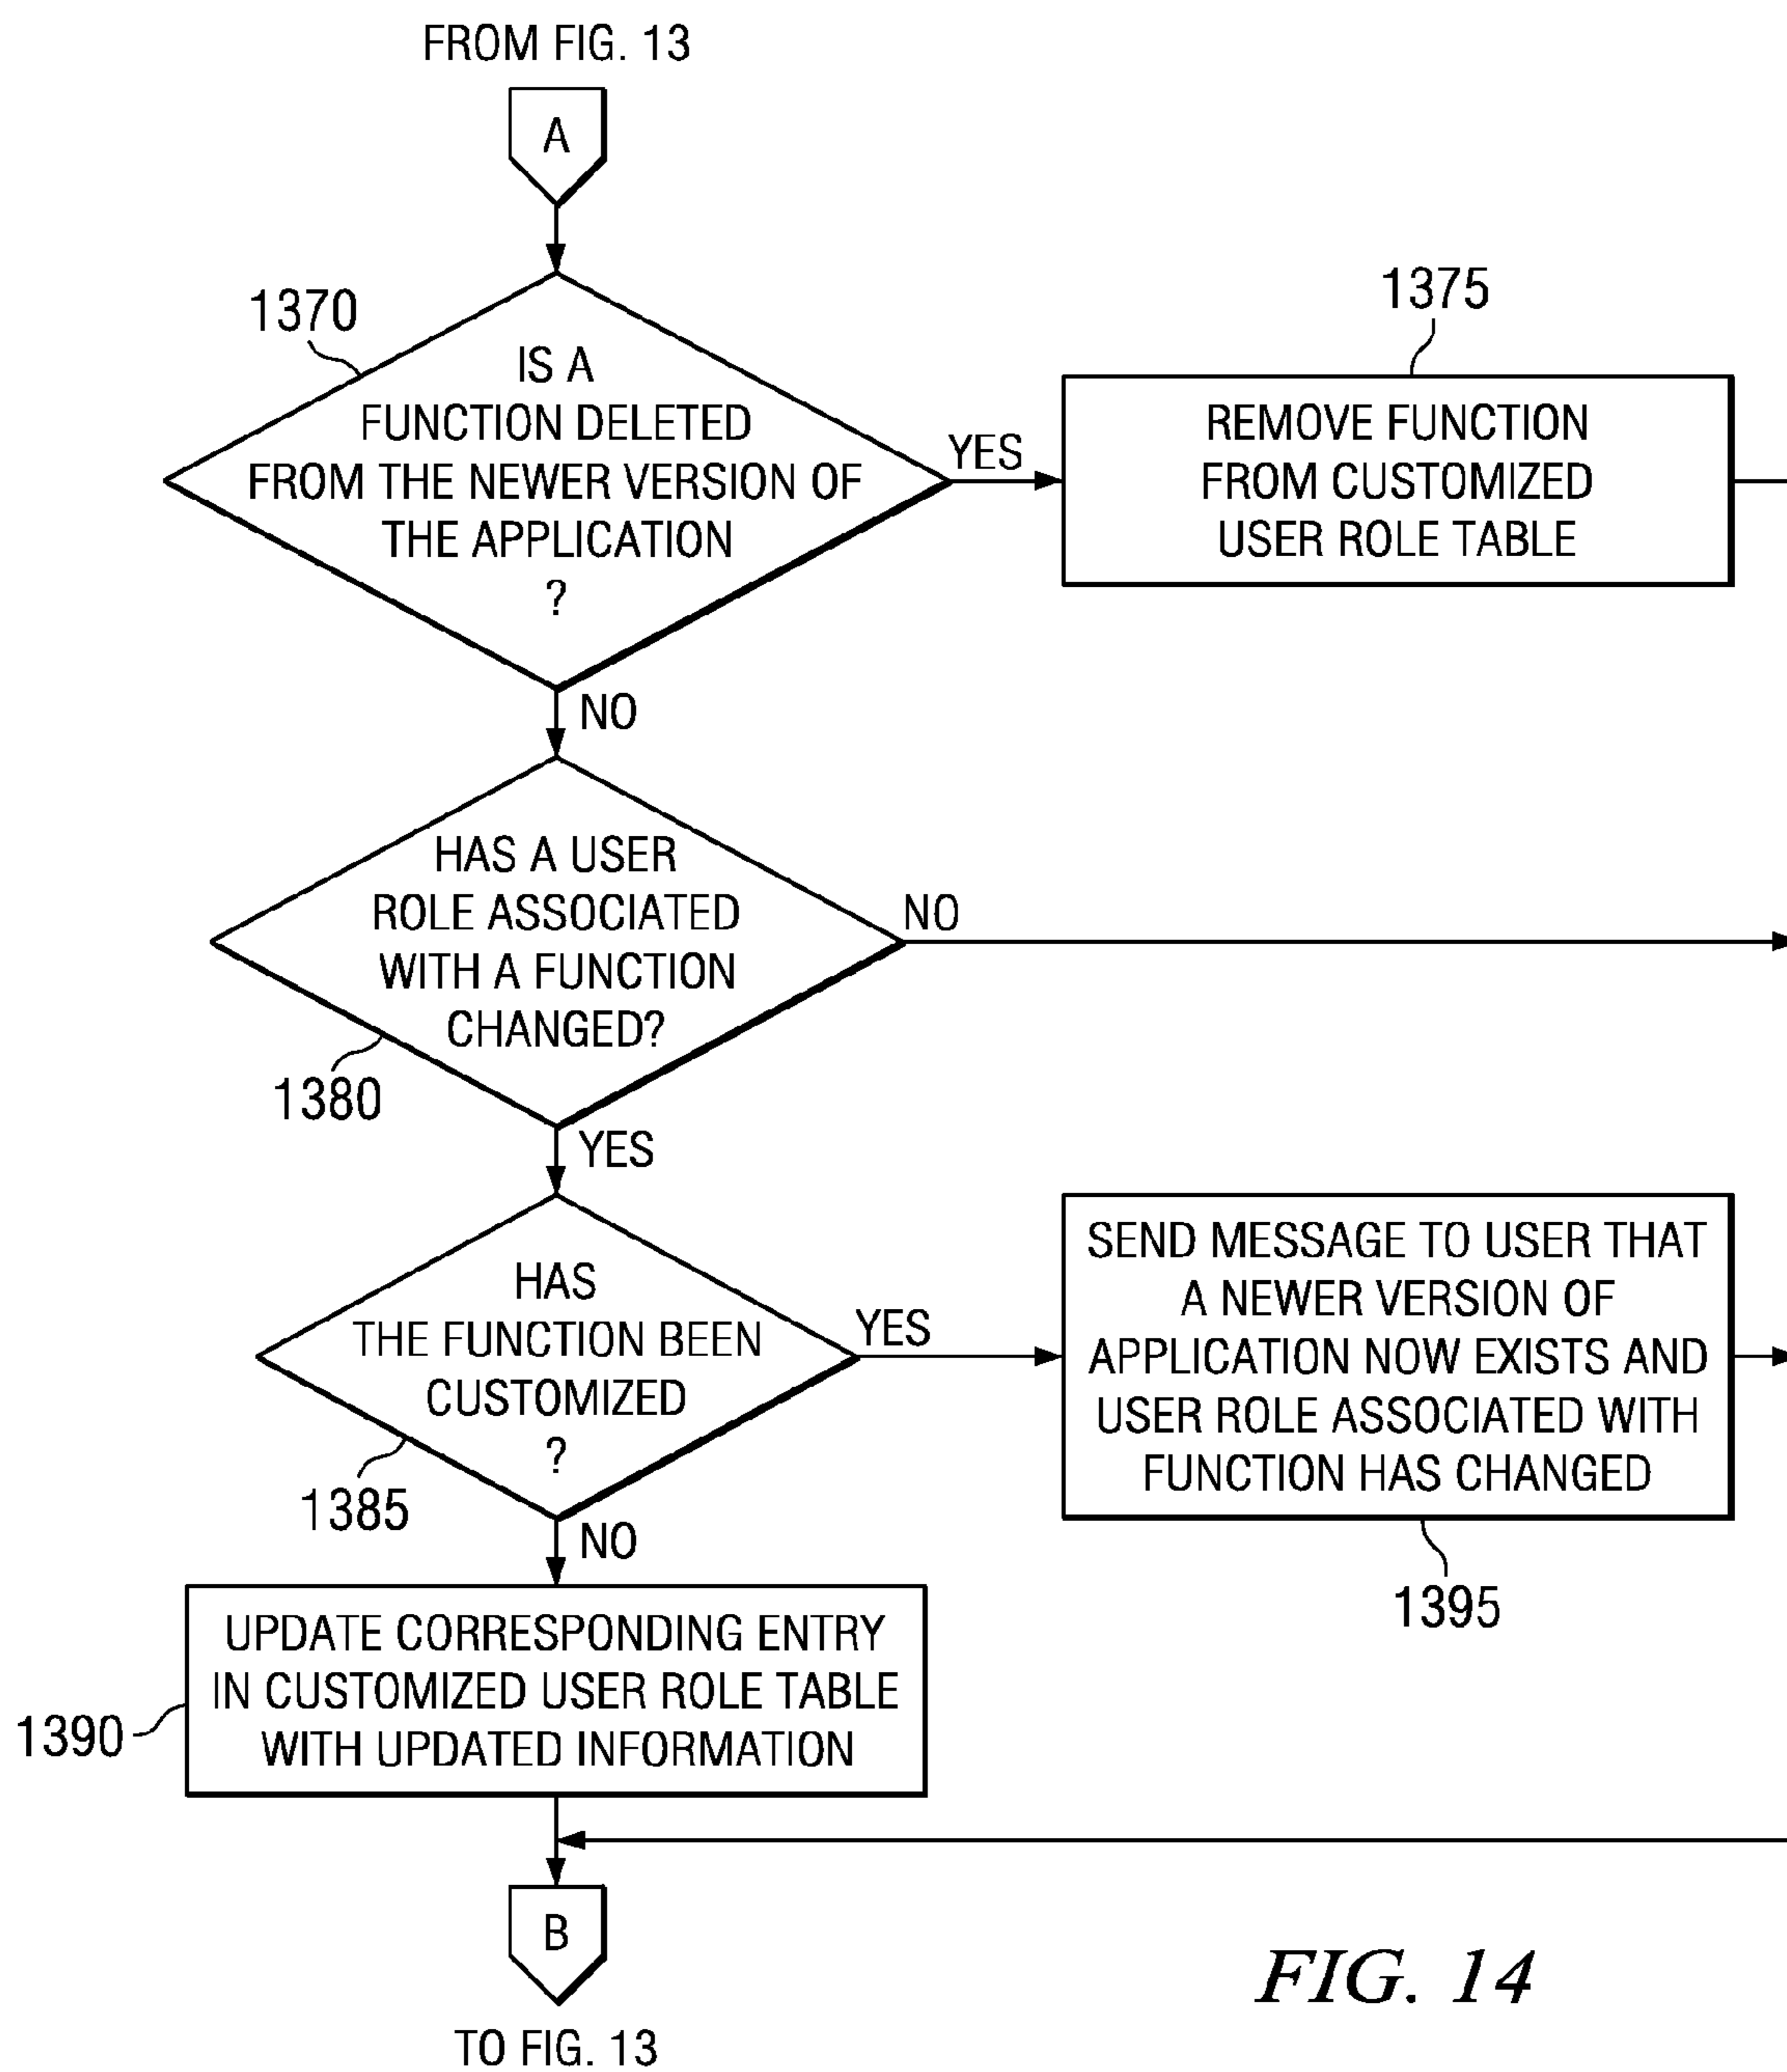 FROM FIG. 13
A
1370
IS A
FUNCTION DELETED
FROM THE NEWER VERSION OF
THE APPLICATION
?
YES
1375
REMOVE FUNCTION
FROM CUSTOMIZED
USER ROLE TABLE
NO
HAS A USER
ROLE ASSOCIATED
WITH A FUNCTION
CHANGED?
NO
1380
YES
HAS
THE FUNCTION BEEN
CUSTOMIZED
?
YES
1385
SEND MESSAGE TO USER THAT
A NEWER VERSION OF
APPLICATION NOW EXISTS AND
USER ROLE ASSOCIATED WITH
FUNCTION HAS CHANGED
1395
NO
UPDATE CORRESPONDING ENTRY
IN CUSTOMIZED USER ROLE TABLE
WITH UPDATED INFORMATION
1390
B
TO FIG. 13
FIG. 14